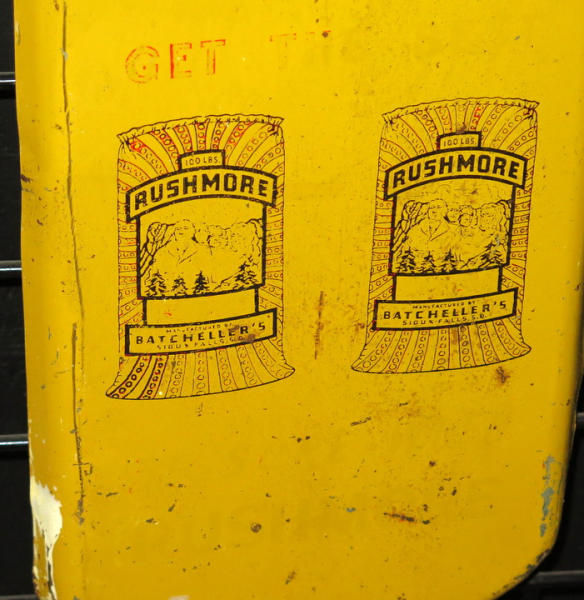 GET
100 LBS.
RUSHMORE
MANUFACTURED BY
BATCHELLER'S
SIOUX FALLS, S.D.
100 LBS.
RUSHMORE
MANUFACTURED BY
BATCHELLER'S
SIOUX FALLS, S.D.